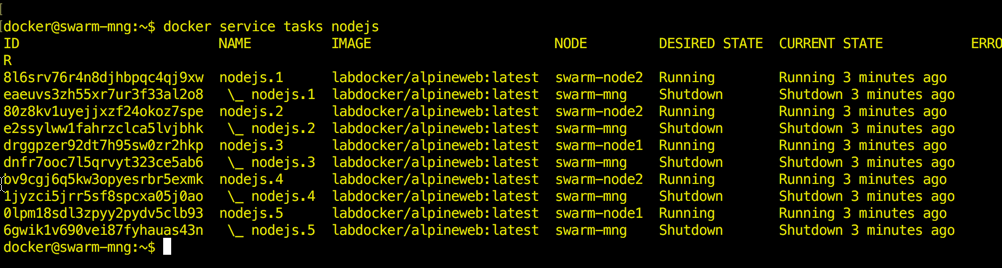 docker@swarm-mng:~$ docker service tasks nodejs
ID NAME IMAGE NODE DESIRED STATE CURRENT STATE ERRO
R
8l6srv76r4n8djhbpqc4qj9xw nodejs.1 labdocker/alpineweb:latest swarm-node2 Running Running 3 minutes ago
eaeuvs3zh55xr7ur3f33al2o8 \_ nodejs.1 labdocker/alpineweb:latest swarm-mng Shutdown Shutdown 3 minutes ago
80z8kv1uyejjxzf24okoz7spe nodejs.2 labdocker/alpineweb:latest swarm-node2 Running Running 3 minutes ago
e2ssylww1fahrzclca5lvjbhk \_ nodejs.2 labdocker/alpineweb:latest swarm-mng Shutdown Shutdown 3 minutes ago
drggpzer92dt7h95sw0zr2hkp nodejs.3 labdocker/alpineweb:latest swarm-node1 Running Running 3 minutes ago
dnfr7ooc7l5qrvyt323ce5ab6 \_ nodejs.3 labdocker/alpineweb:latest swarm-mng Shutdown Shutdown 3 minutes ago
bv9cgj6q5kw3opyesrbr5exmk nodejs.4 labdocker/alpineweb:latest swarm-node2 Running Running 3 minutes ago
1jyzci5jrr5sf8spcxa05j0ao \_ nodejs.4 labdocker/alpineweb:latest swarm-mng Shutdown Shutdown 3 minutes ago
0lpm18sdl3zpyy2pydv5clb93 nodejs.5 labdocker/alpineweb:latest swarm-node1 Running Running 3 minutes ago
6gwik1v690vei87fyhauas43n \_ nodejs.5 labdocker/alpineweb:latest swarm-mng Shutdown Shutdown 3 minutes ago
docker@swarm-mng:~$